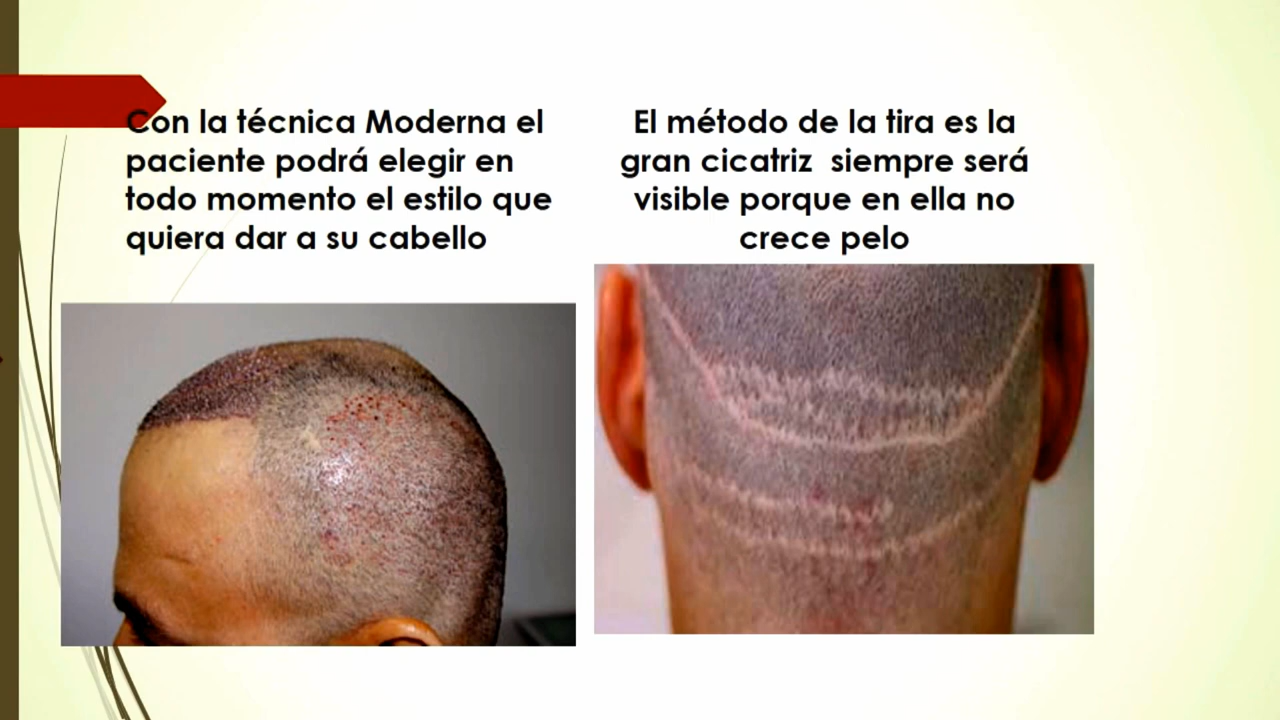 Con la técnica Moderna el
paciente podrá elegir en
todo momento el estilo que
quiera dar a su cabello
El método de la tira es la
gran cicatriz siempre será
visible porque en ella no
crece pelo